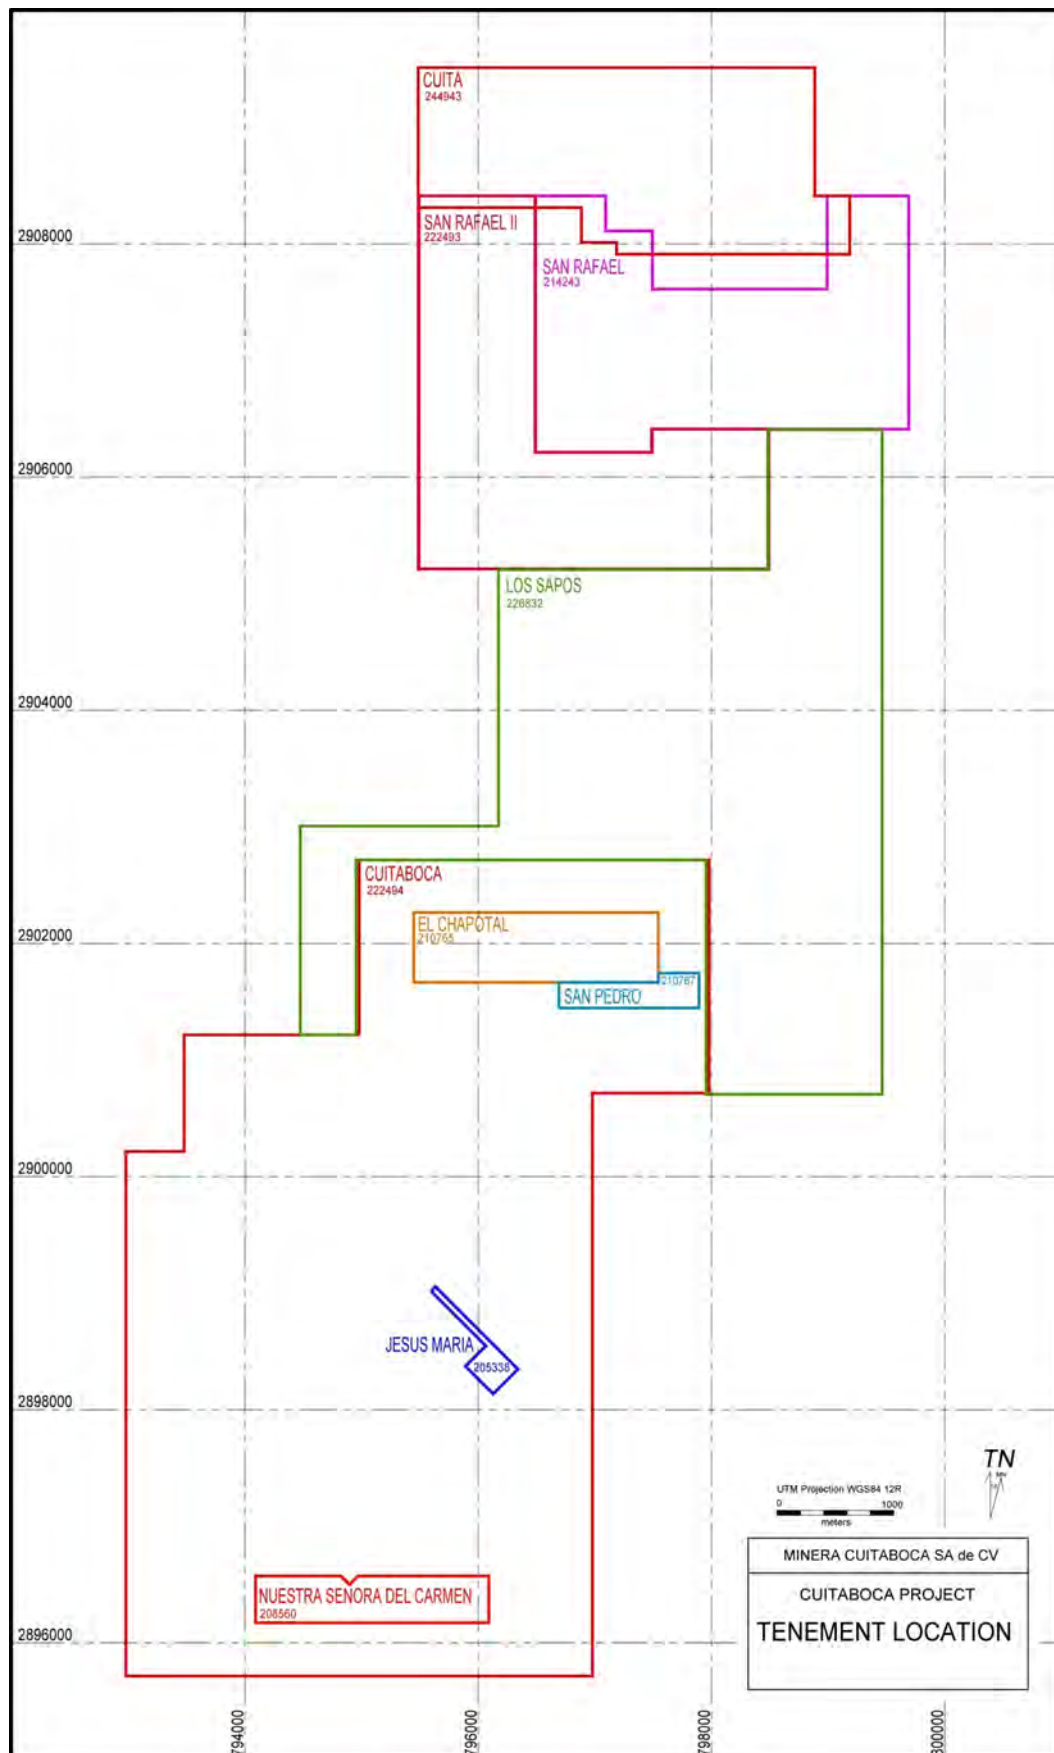 CUITA
244943
SAN RAFAEL II
222493
2908000
SAN RAFAEL
214243
2906000
LOS SAPOS
226832
2904000
CUITABOCA
222494
EL CHAPOTAL
210765
2902000
210767
SAN PEDRO
2900000
JESUS MARIA
205338
2898000
TN
MN
UTM Projection WGS84 12R
0 1000
meters
MINERA CUITABOCA SA de CV
CUITABOCA PROJECT
TENEMENT LOCATION
NUESTRA SENORA DEL CARMEN
208560
2896000
794000
796000
798000
800000